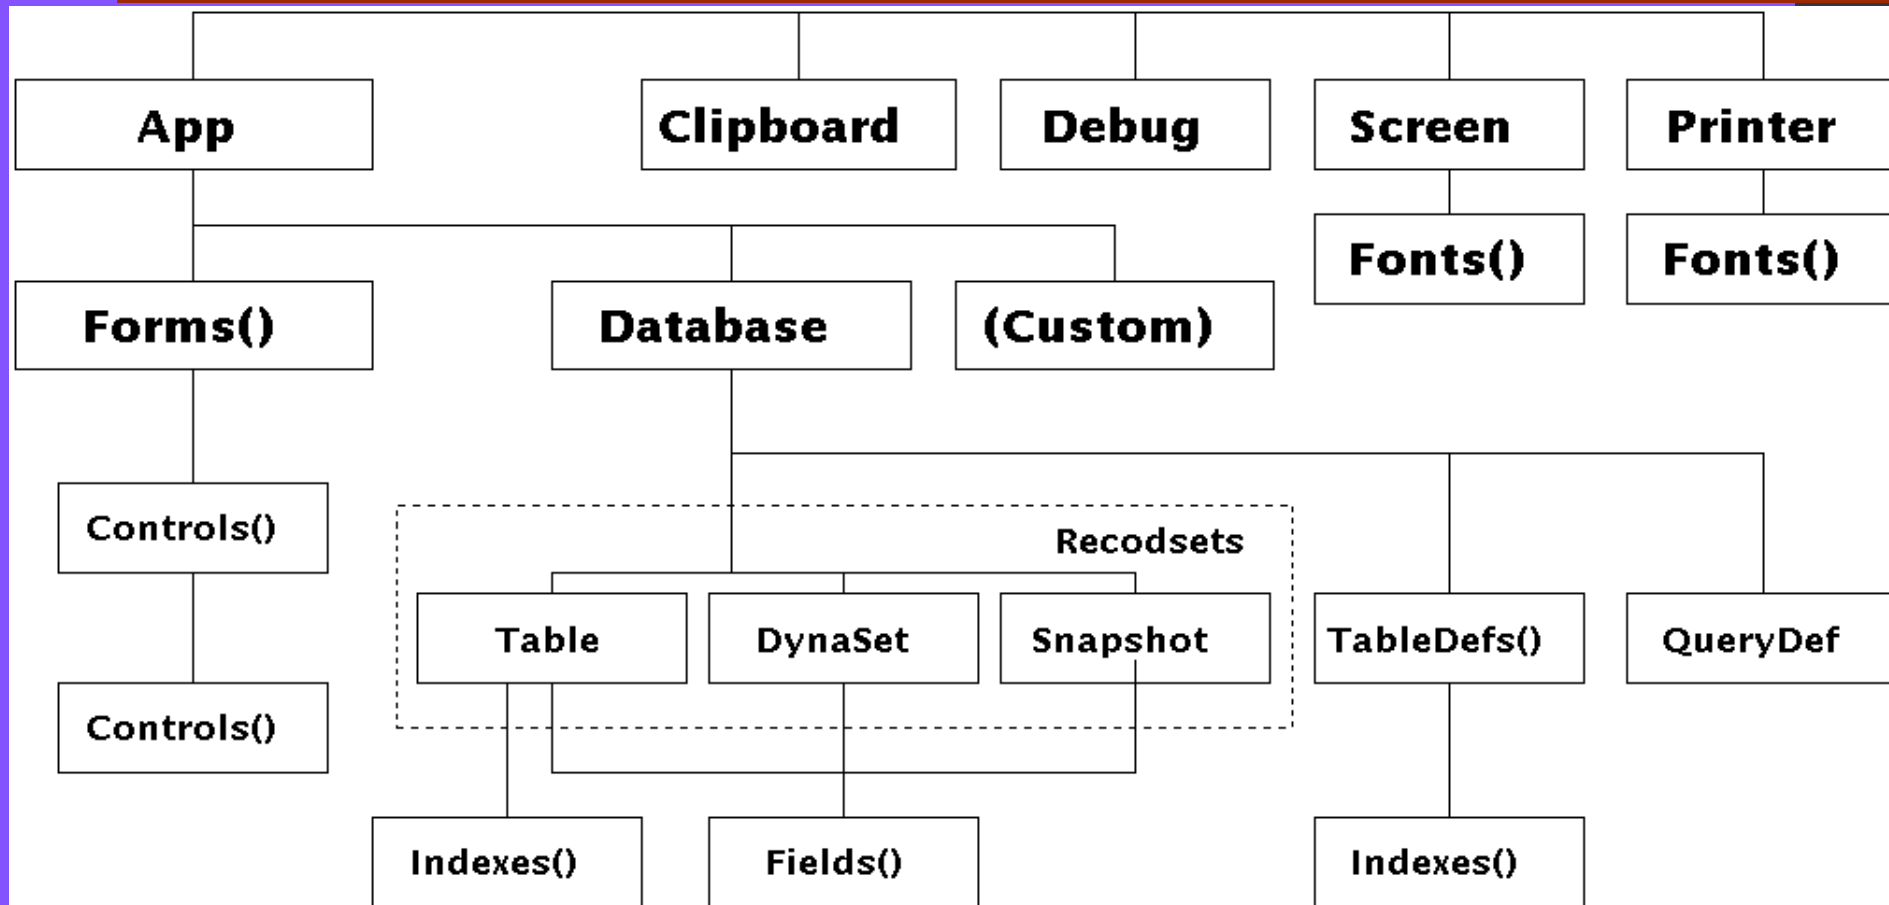 App
Clipboard
Debug
Screen
Printer
Fonts()
Fonts()
Forms()
Database
(Custom)
Controls()
Recodsets
Table
DynaSet
Snapshot
TableDefs()
QueryDef
Controls()
Indexes()
Fields()
Indexes()